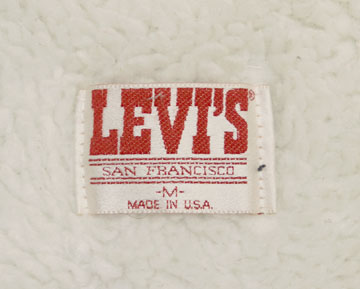 LEVI'S®
SAN FRANCISCO
-M-
MADE IN U.S.A.